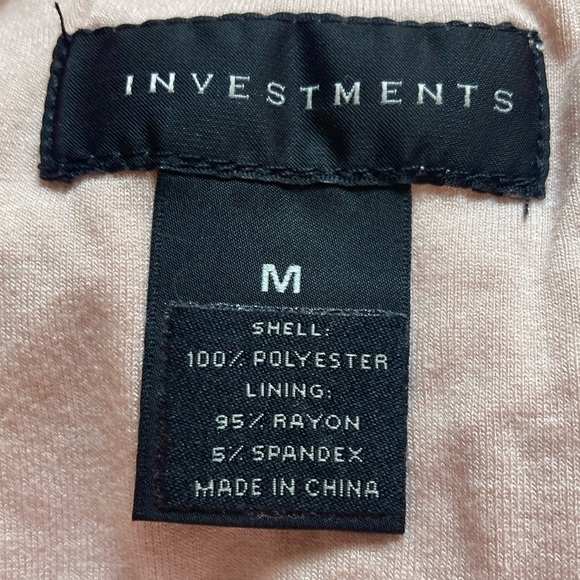 INVESTMENTS
M
SHELL:
100% POLYESTER
LINING:
95% RAYON
5% SPANDEX
MADE IN CHINA